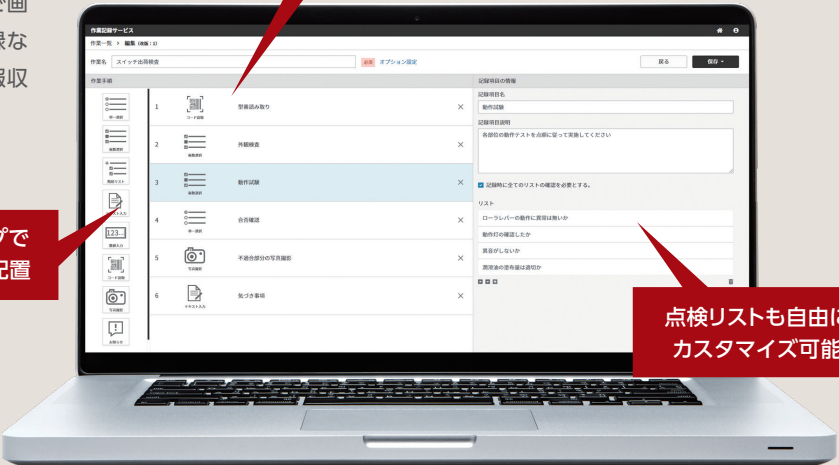 で画
録な
報収
プで
配置
点検リストも自由に
カスタマイズ可能
作業記録サービス
作業一覧 > 編集 (改版:1)
作業名 スイッチ出荷検査 必須 オプション設定 戻る 保存
作業手順
単一選択
複数選択
動的リスト
テキスト入力
123...
数値入力
コード読取
写真撮影
お知らせ
1 コード読取 型番読み取り ×
2 複数選択 外観検査 ×
3 複数選択 動作試験 ×
4 単一選択 合否確認 ×
5 写真撮影 不適合部分の写真撮影 ×
6 テキスト入力 気づき事項 ×
記録項目の情報
記録項目名
動作試験
記録項目説明
各部位の動作テストを点順に従って実施してください
記録時に全てのリストの確認を必要とする。
リスト
ローラレバーの動作に異常は無いか
動作灯の確認したか
異音がしないか
潤滑油の塗布量は適切か